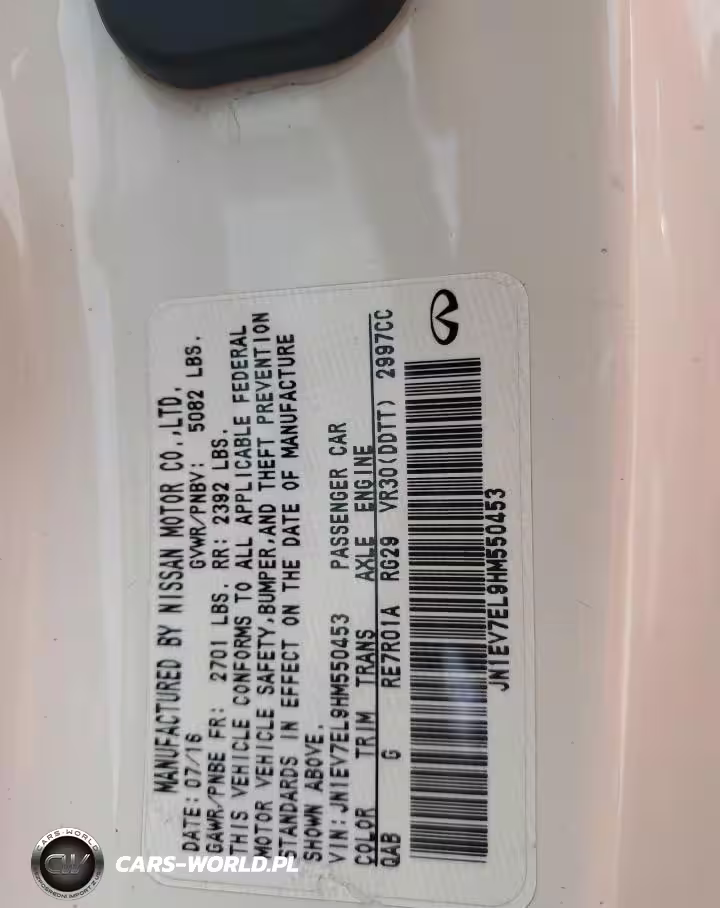 MANUFACTURED BY NISSAN MOTOR CO.,LTD.
DATE: 07/16 GVWR/PNBV: 5082 LBS.
GAWR/PNBE FR: 2701 LBS. RR: 2392 LBS.
THIS VEHICLE CONFORMS TO ALL APPLICABLE FEDERAL
MOTOR VEHICLE SAFETY,BUMPER,AND THEFT PREVENTION
STANDARDS IN EFFECT ON THE DATE OF MANUFACTURE
SHOWN ABOVE.
VIN:JN1EV7EL9HM550453 PASSENGER CAR
COLOR TRIM TRANS AXLE ENGINE
QAB G RE7R01A RG29 VR30(DDTT) 2997CC
JN1EV7EL9HM550453
CARS-WORLD
CW
CARS-WORLD.PL